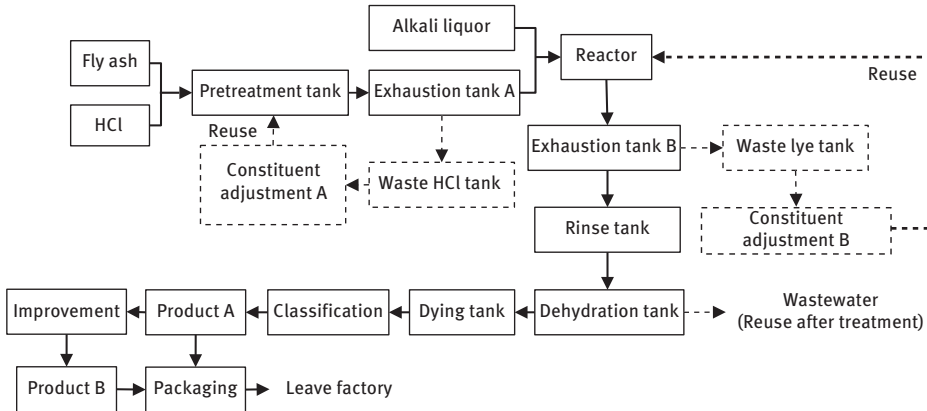 Alkali liquor
Fly ash
Reactor
Reuse
Pretreatment tank
Exhaustion tank A
HCl
Reuse
Exhaustion tank B
Waste lye tank
Constituent
adjustment A
Waste HCl tank
Rinse tank
Constituent
adjustment B
Improvement
Product A
Classification
Dying tank
Dehydration tank
Wastewater
(Reuse after treatment)
Product B
Packaging
Leave factory